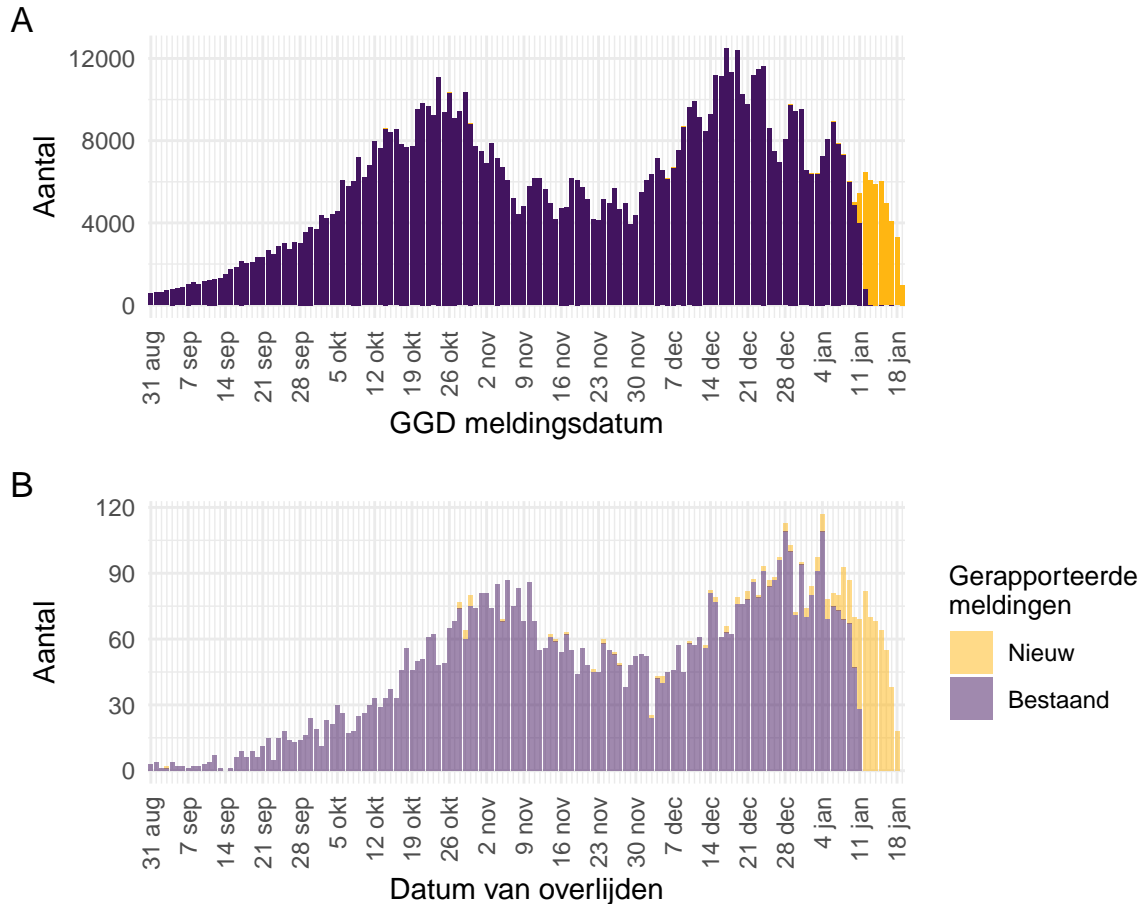 A
12000
8000
4000
0
Aantal
31 aug
7 sep
14 sep
21 sep
28 sep
5 okt
12 okt
19 okt
26 okt
2 nov
9 nov
16 nov
23 nov
30 nov
7 dec
14 dec
21 dec
28 dec
4 jan
11 jan
18 jan
GGD meldingsdatum
B
120
90
60
30
0
Aantal
31 aug
7 sep
14 sep
21 sep
28 sep
5 okt
12 okt
19 okt
26 okt
2 nov
9 nov
16 nov
23 nov
30 nov
7 dec
14 dec
21 dec
28 dec
4 jan
11 jan
18 jan
Datum van overlijden
Gerapporteerde
meldingen
Nieuw
Bestaand